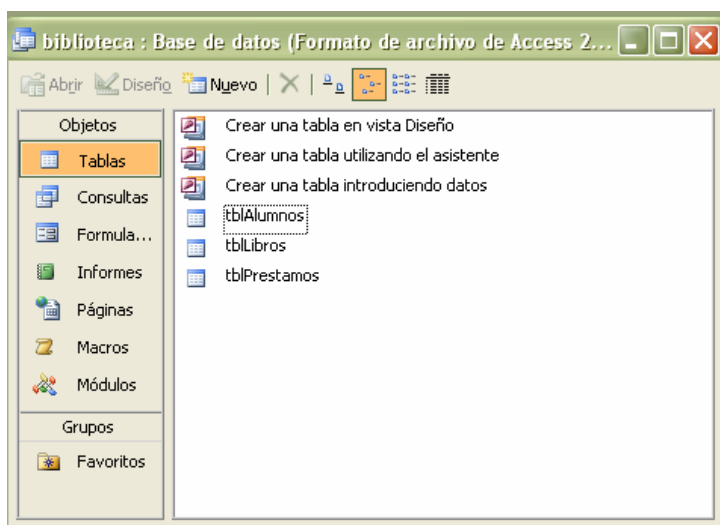 biblioteca : Base de datos (Formato de archivo de Access 2...
Abrir Diseño Nuevo
Objetos
Tablas
Consultas
Formula...
Informes
Páginas
Macros
Módulos
Grupos
Favoritos
Crear una tabla en vista Diseño
Crear una tabla utilizando el asistente
Crear una tabla introduciendo datos
tblAlumnos
tblLibros
tblPrestamos